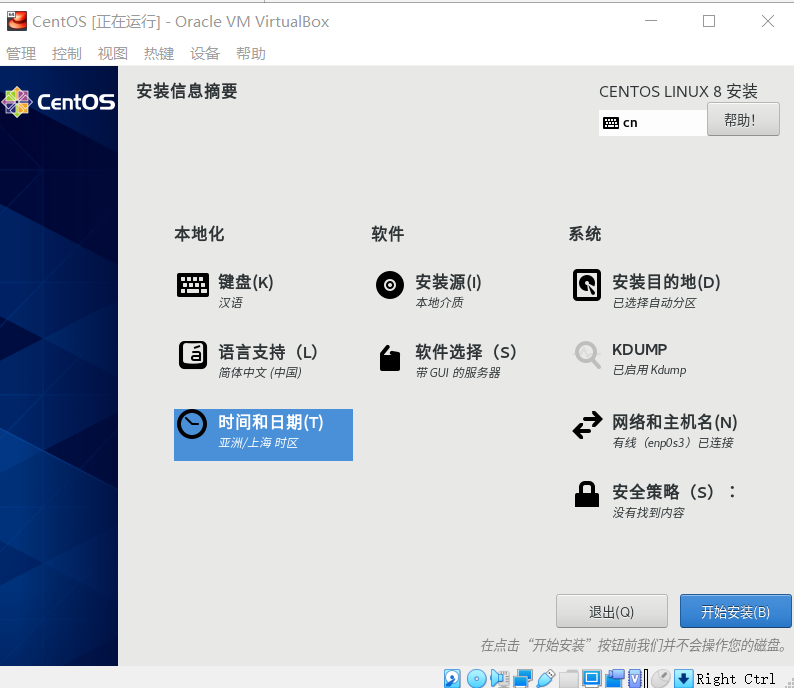 CentOS [正在运行] - Oracle VM VirtualBox
管理 控制 视图 热键 设备 帮助
CentOS
安装信息摘要
CENTOS LINUX 8 安装
cn
帮助!
本地化
键盘(K)
汉语
语言支持（L）
简体中文 (中国)
时间和日期(T)
亚洲/上海 时区
软件
安装源(I)
本地介质
软件选择（S）
带 GUI 的服务器
系统
安装目的地(D)
已选择自动分区
KDUMP
已启用 Kdump
网络和主机名(N)
有线（enp0s3）已连接
安全策略（S）：
没有找到内容
退出(Q)
开始安装(B)
在点击“开始安装”按钮前我们并不会操作您的磁盘。
Right Ctrl